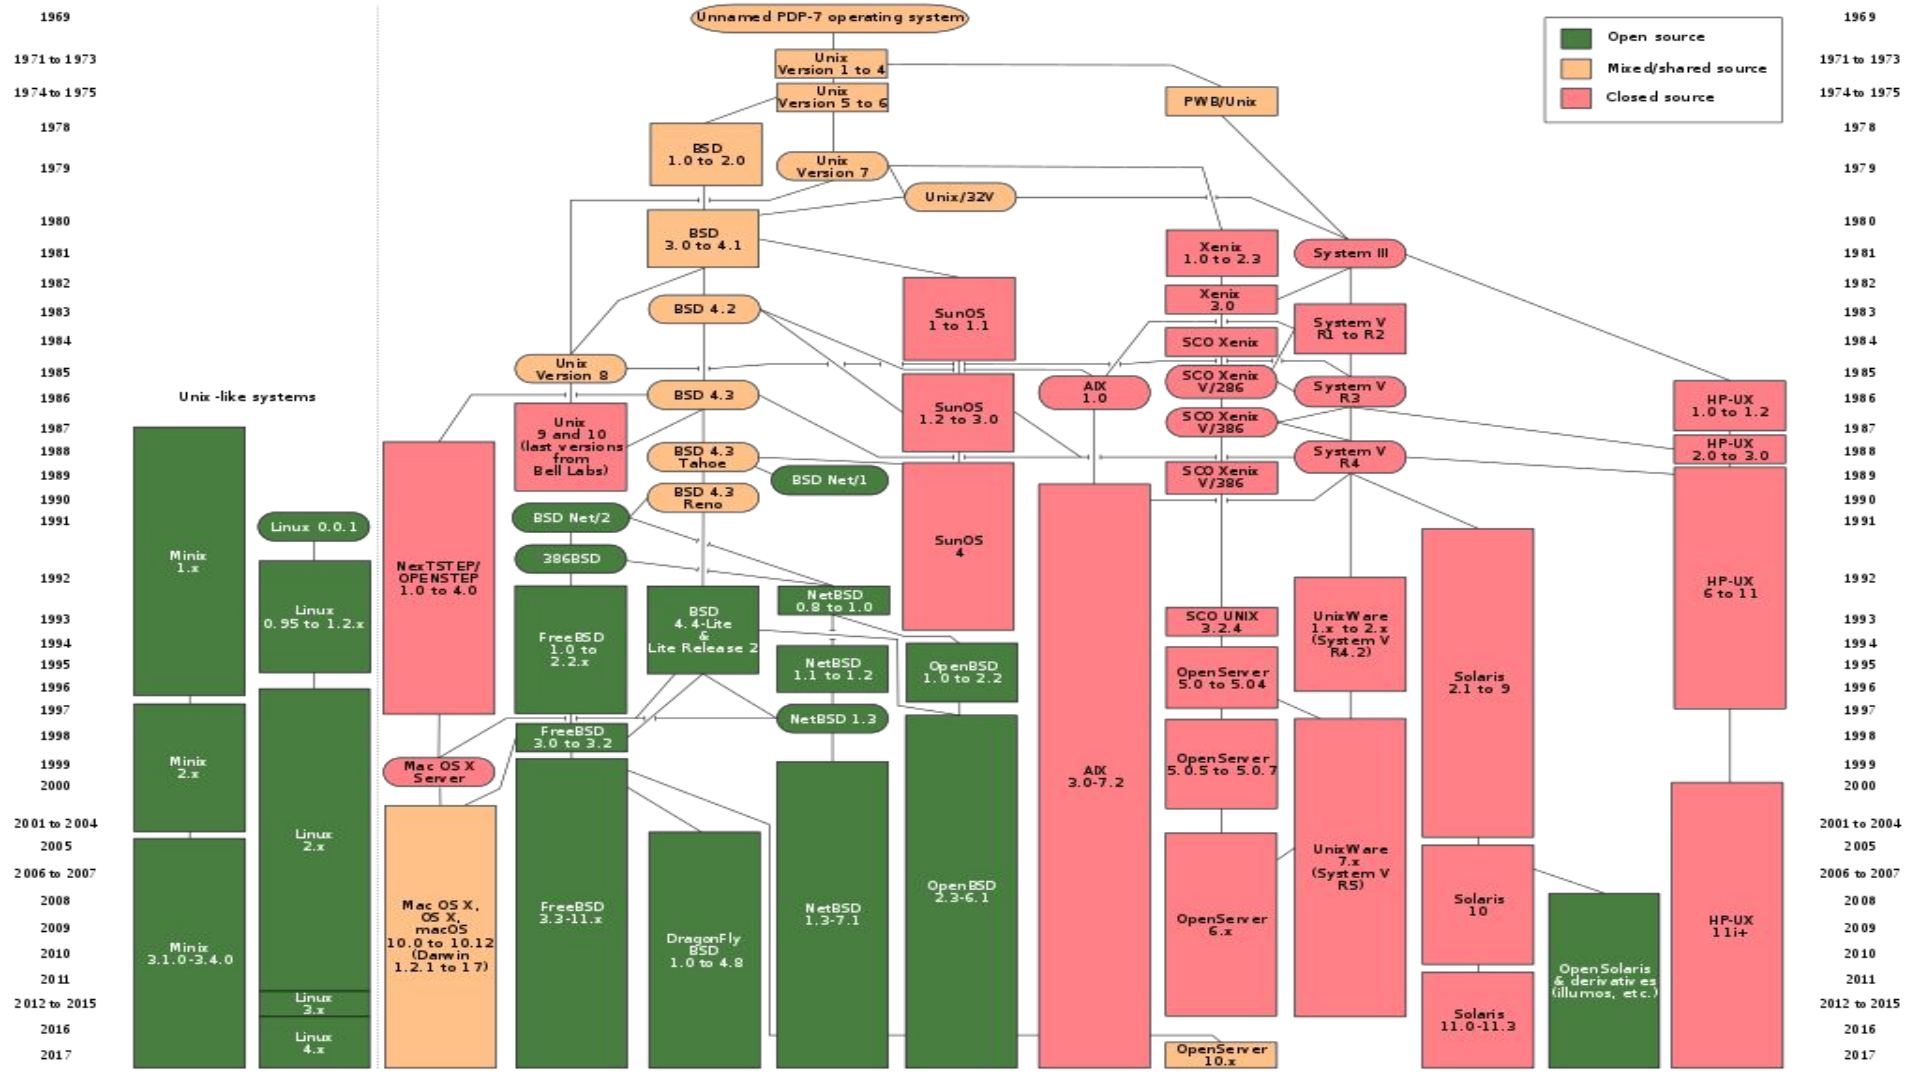 1969
1971 to 1973
1974 to 1975
1978
1979
1980
1981
1982
1983
1984
1985
1986
1987
1988
1989
1990
1991
1992
1993
1994
1995
1996
1997
1998
1999
2000
2001 to 2004
2005
2006 to 2007
2008
2009
2010
2011
2012 to 2015
2016
2017
Unix -like systems
Minix
1.x
Minix
2.x
Minix
3.1.0-3.4.0
Linux 0.0.1
Linux
0.95 to 1.2.x
Linux
2.x
Linux
3.x
Linux
4.x
Unnamed PDP-7 operating system
Unix
Version 1 to 4
Unix
Version 5 to 6
PWB/Unix
BSD
1.0 to 2.0
Unix
Version 7
Unix/32V
BSD
3.0 to 4.1
Xenix
1.0 to 2.3
System III
SunOS
1 to 1.1
Xenix
3.0
BSD 4.2
System V
R1 to R2
SCO Xenix
Unix
Version 8
SCO Xenix
V/286
AIX
1.0
System V
R3
BSD 4.3
SunOS
1.2 to 3.0
HP-UX
1.0 to 1.2
SCO Xenix
V/386
Unix
9 and 10
(last versions
from
Bell Labs)
HP-UX
2.0 to 3.0
BSD 4.3
Tahoe
System V
R4
BSD Net/1
SCO Xenix
V/386
BSD 4.3
Reno
BSD Net/2
SunOS
4
386BSD
NexTSTEP/
OPENSTEP
1.0 to 4.0
HP-UX
6 to 11
NetBSD
0.8 to 1.0
BSD
4.4-Lite
&
Lite Release 2
FreeBSD
1.0 to
2.2.x
SCO UNIX
3.2.4
UnixWare
1.x to 2.x
(System V
R4.2)
NetBSD
1.1 to 1.2
OpenBSD
1.0 to 2.2
OpenServer
5.0 to 5.04
Solaris
2.1 to 9
NetBSD 1.3
FreeBSD
3.0 to 3.2
Mac OS X
Server
OpenServer
5.0.5 to 5.0.7
AIX
3.0-7.2
UnixWare
7.x
(System V
R5)
Mac OS X,
OS X,
macOS
10.0 to 10.12
(Darwin
1.2.1 to 17)
FreeBSD
3.3-11.x
DragonFly
BSD
1.0 to 4.8
NetBSD
1.3-7.1
OpenBSD
2.3-6.1
OpenServer
6.x
Solaris
10
HP-UX
11i+
OpenSolaris
& derivatives
(illumos, etc.)
Solaris
11.0-11.3
OpenServer
10.x
Open source
Mixed/shared source
Closed source
1969
1971 to 1973
1974 to 1975
1978
1979
1980
1981
1982
1983
1984
1985
1986
1987
1988
1989
1990
1991
1992
1993
1994
1995
1996
1997
1998
1999
2000
2001 to 2004
2005
2006 to 2007
2008
2009
2010
2011
2012 to 2015
2016
2017